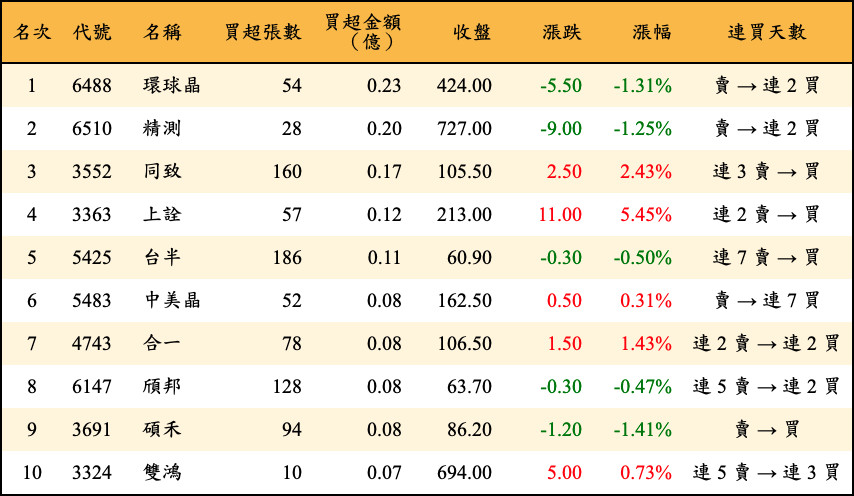 名次 代號 名稱 買超張數 買超金額（億） 收盤 漲跌 漲幅 連買天數
1 6488 環球晶 54 0.23 424.00 -5.50 -1.31% 賣 → 連 2 買
2 6510 精測 28 0.20 727.00 -9.00 -1.25% 賣 → 連 2 買
3 3552 同致 160 0.17 105.50 2.50 2.43% 連 3 賣 → 買
4 3363 上詮 57 0.12 213.00 11.00 5.45% 連 2 賣 → 買
5 5425 台半 186 0.11 60.90 -0.30 -0.50% 連 7 賣 → 買
6 5483 中美晶 52 0.08 162.50 0.50 0.31% 賣 → 連 7 買
7 4743 合一 78 0.08 106.50 1.50 1.43% 連 2 賣 → 連 2 買
8 6147 頎邦 128 0.08 63.70 -0.30 -0.47% 連 5 賣 → 連 2 買
9 3691 碩禾 94 0.08 86.20 -1.20 -1.41% 賣 → 買
10 3324 雙鴻 10 0.07 694.00 5.00 0.73% 連 5 賣 → 連 3 買